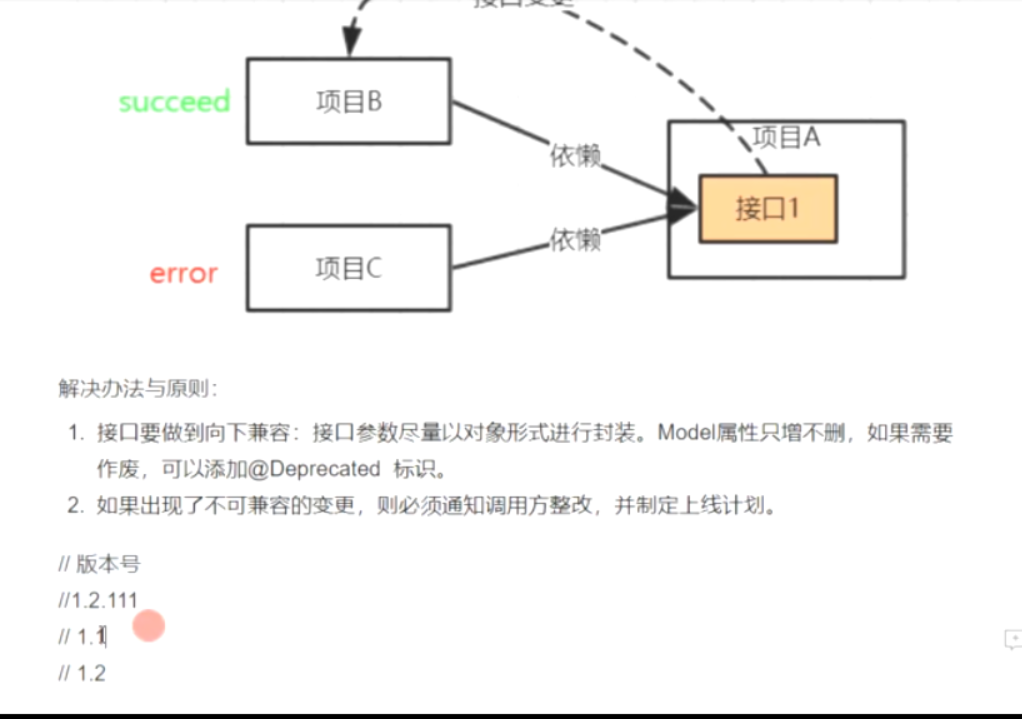 接口变更
succeed
项目B
依懒
项目A
接口1
依懒
error
项目C
解决办法与原则：
1. 接口要做到向下兼容：接口参数尽量以对象形式进行封装。Model属性只增不删，如果需要
作废，可以添加@Deprecated 标识。
2. 如果出现了不可兼容的变更，则必须通知调用方整改，并制定上线计划。
// 版本号
//1.2.111
// 1.1
// 1.2